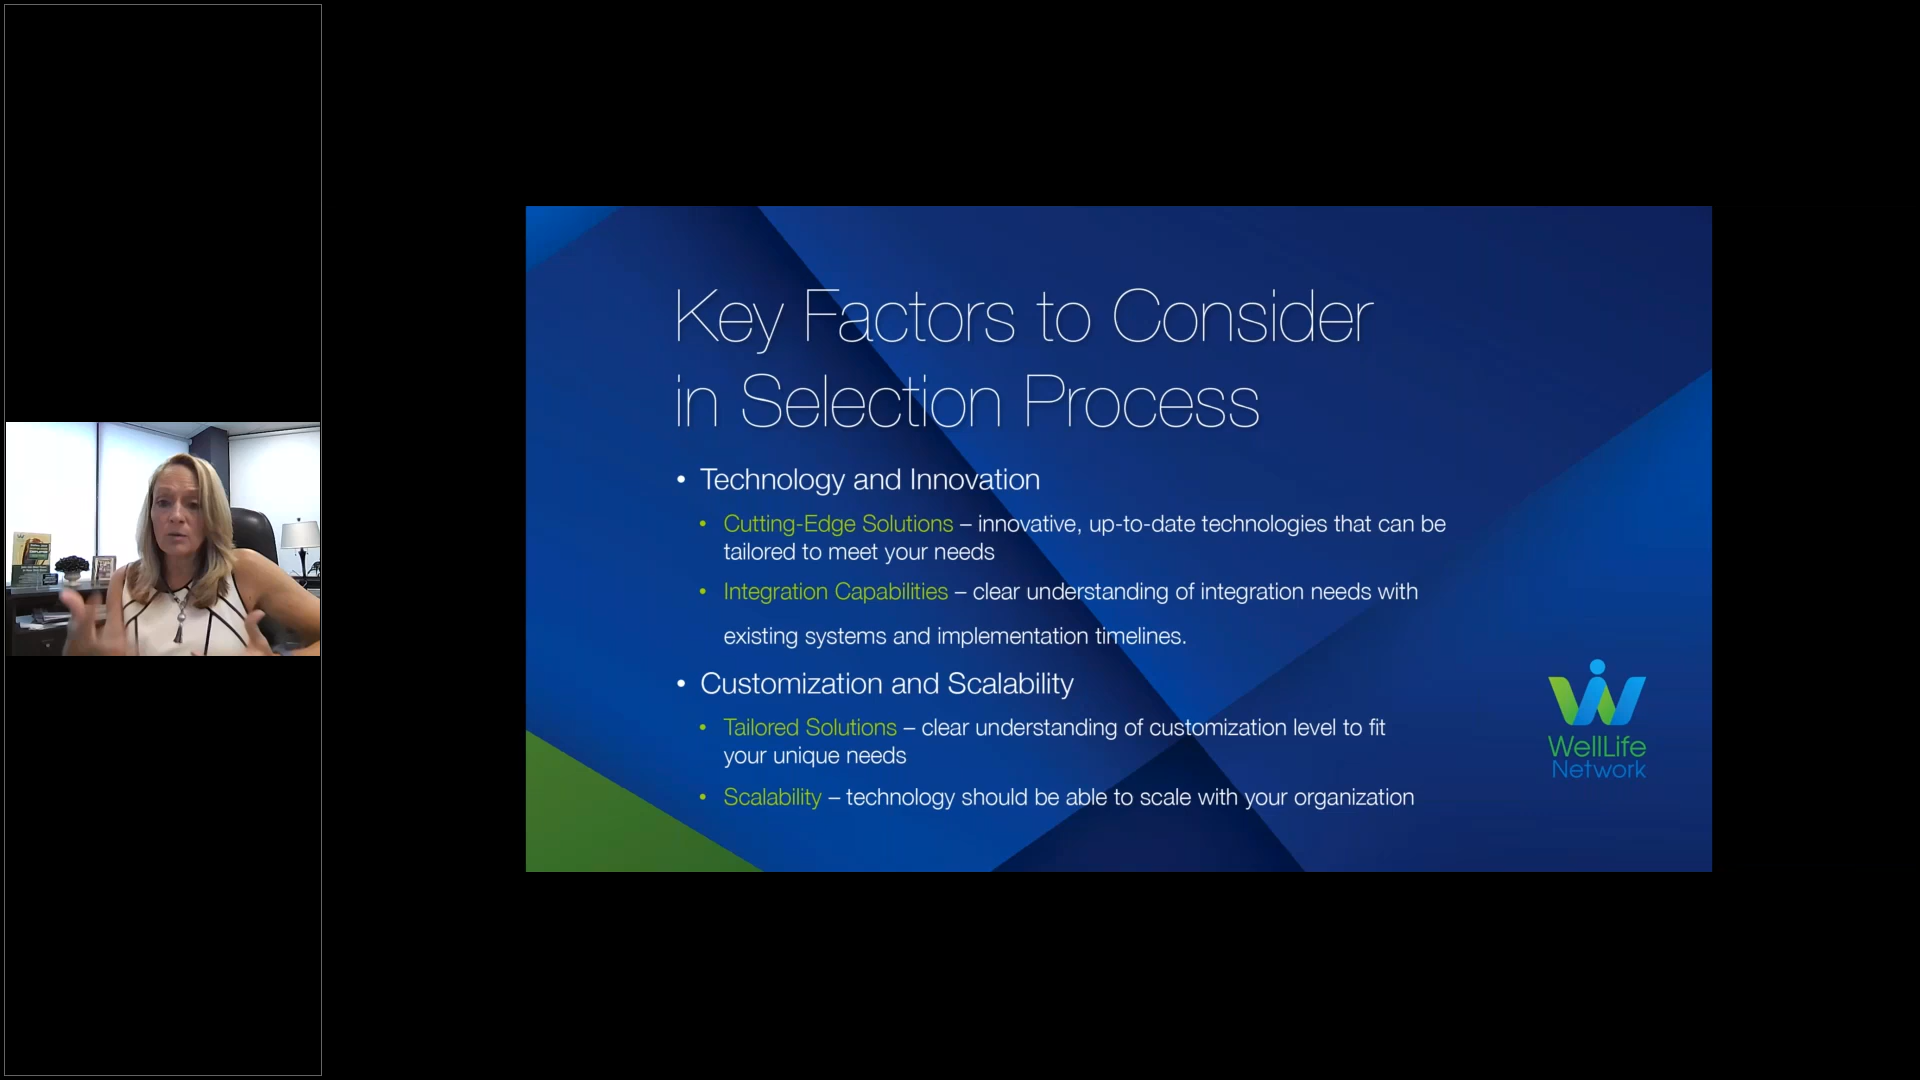 Key Factors to Consider
in Selection Process
• Technology and Innovation
• Cutting-Edge Solutions – innovative, up-to-date technologies that can be
tailored to meet your needs
• Integration Capabilities – clear understanding of integration needs with
existing systems and implementation timelines.
• Customization and Scalability
• Tailored Solutions – clear understanding of customization level to fit
your unique needs
• Scalability – technology should be able to scale with your organization
WellLife
Network